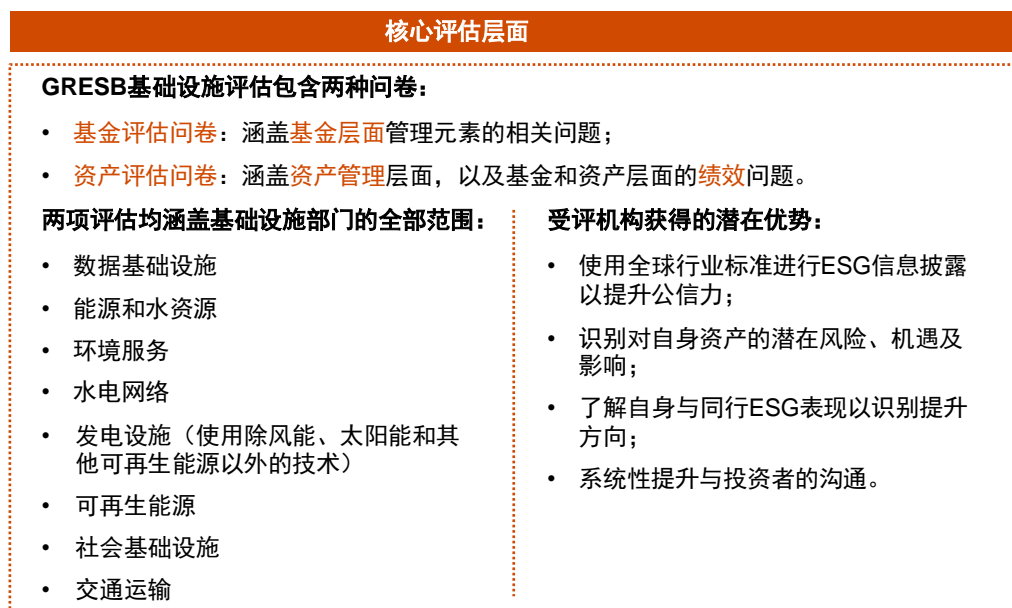 核心评估层面
GRESB基础设施评估包含两种问卷：
• 基金评估问卷：涵盖基金层面管理元素的相关问题；
• 资产评估问卷：涵盖资产管理层面，以及基金和资产层面的绩效问题。
两项评估均涵盖基础设施部门的全部范围：
• 数据基础设施
• 能源和水资源
• 环境服务
• 水电网络
• 发电设施（使用除风能、太阳能和其
他可再生能源以外的技术）
• 可再生能源
• 社会基础设施
• 交通运输
受评机构获得的潜在优势：
• 使用全球行业标准进行ESG信息披露
以提升公信力；
• 识别对自身资产的潜在风险、机遇及
影响；
• 了解自身与同行ESG表现以识别提升
方向；
• 系统性提升与投资者的沟通。